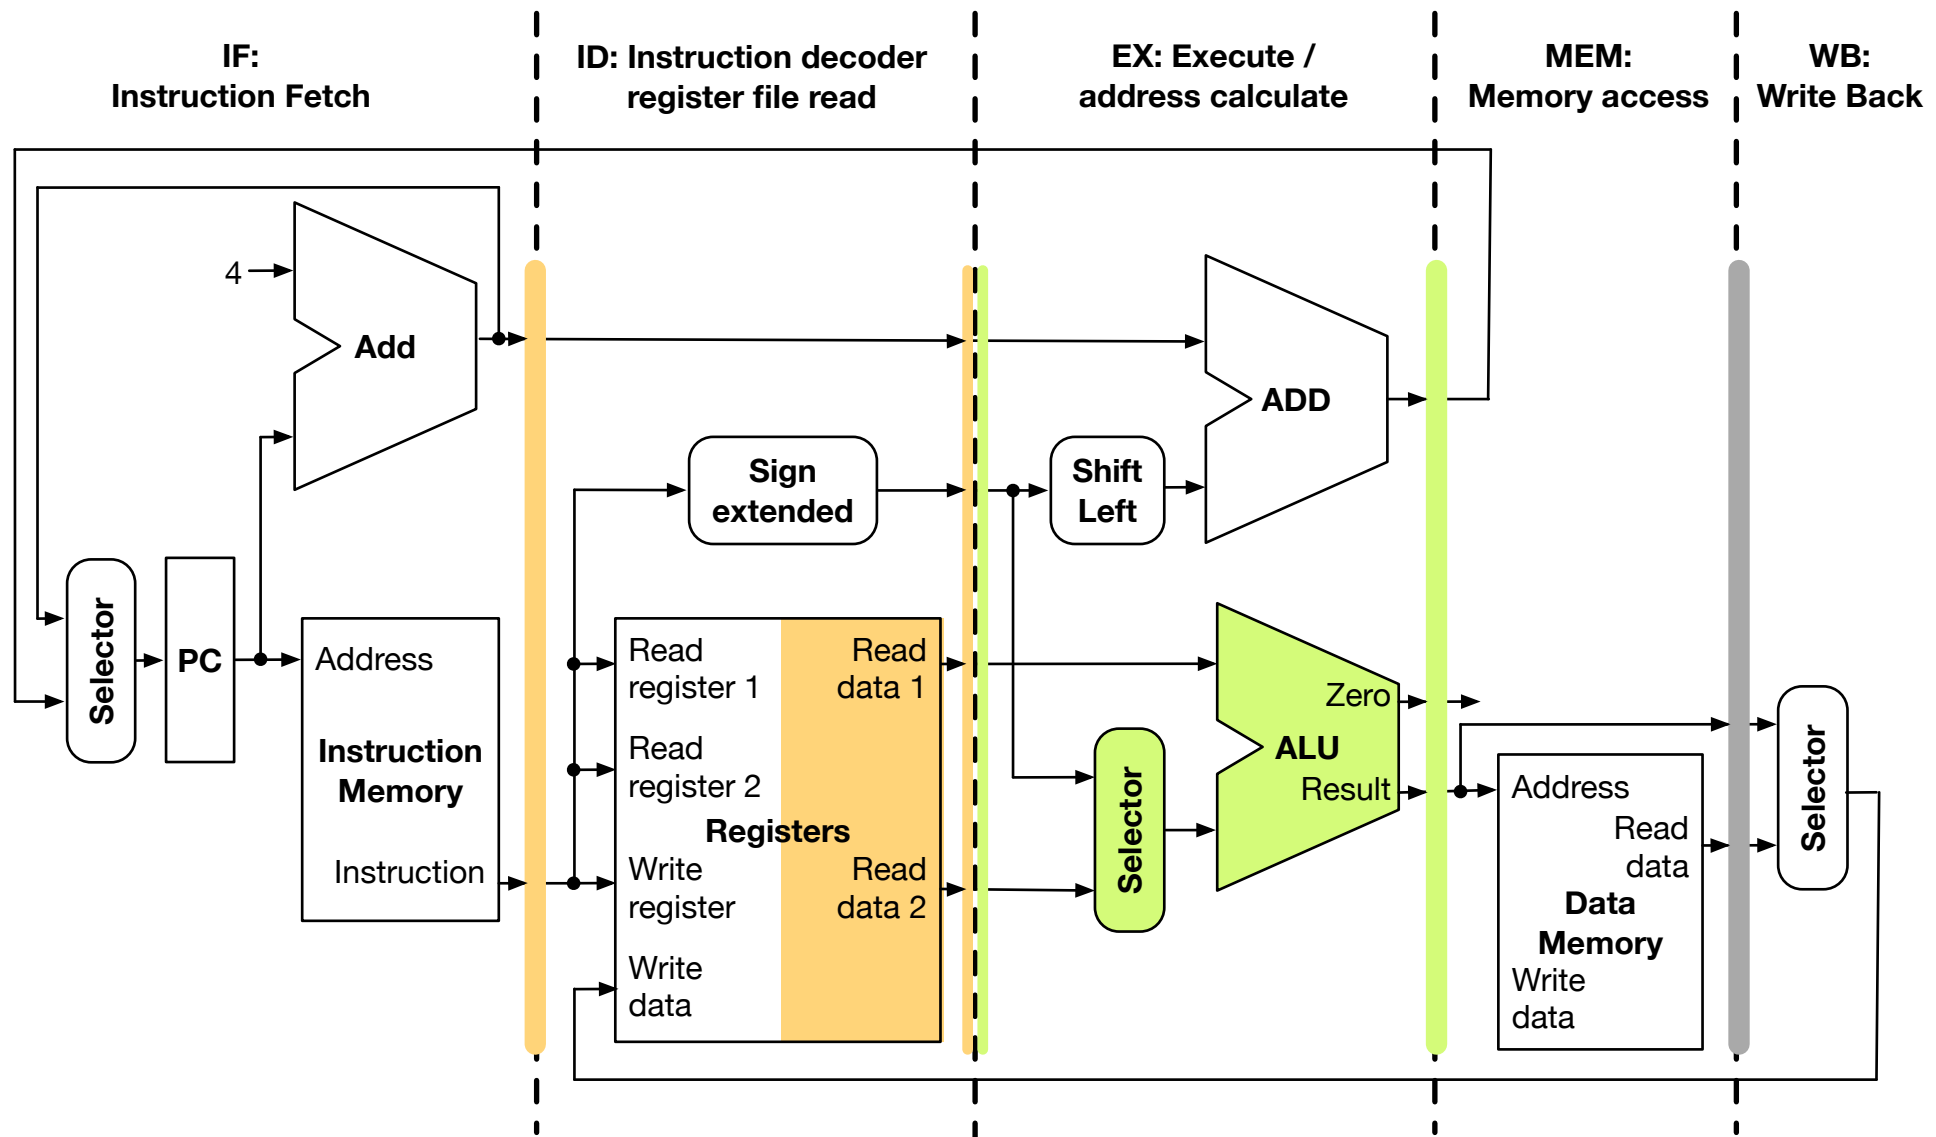 IF:
Instruction Fetch
ID: Instruction decoder
register file read
EX: Execute /
address calculate
MEM:
Memory access
WB:
Write Back
4
Add
Selector
PC
Address
Instruction
Memory
Instruction
Sign
extended
Read
register 1
Read
data 1
Read
register 2
Registers
Write
register
Read
data 2
Write
data
ADD
Shift
Left
Selector
Zero
ALU
Result
Address
Read
data
Data
Memory
Write
data
Selector